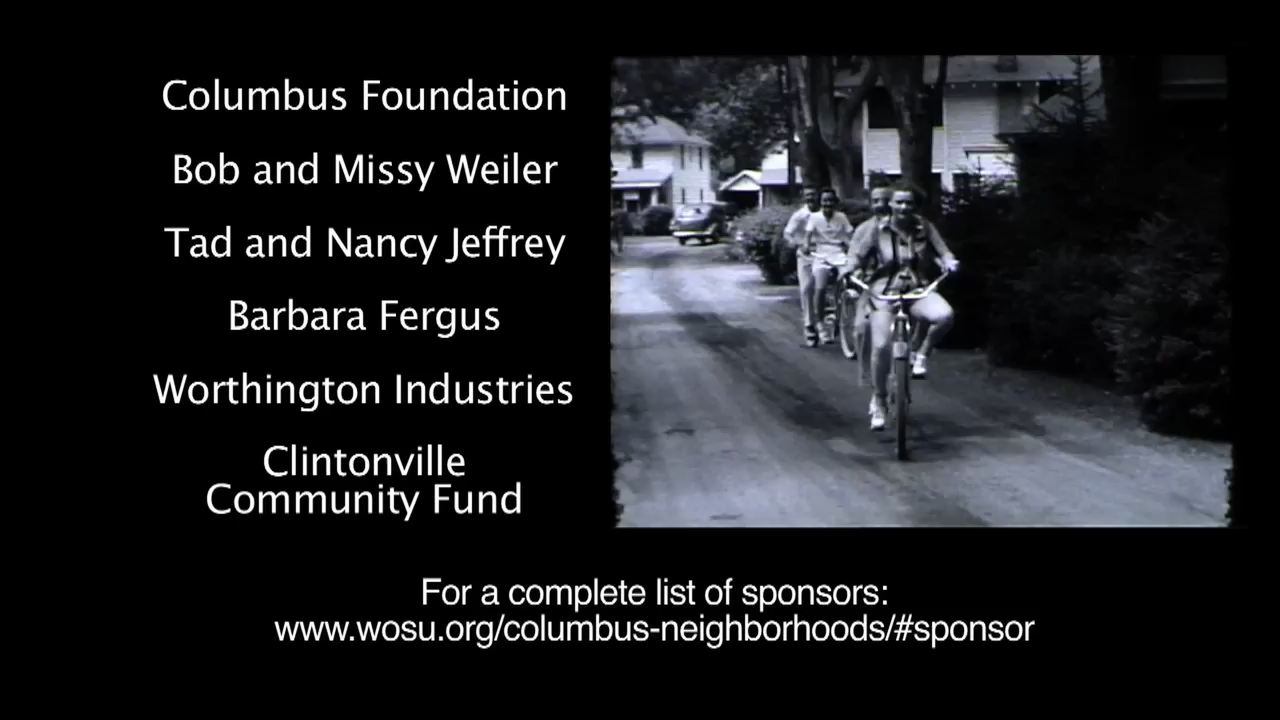 Columbus Foundation
Bob and Missy Weiler
Tad and Nancy Jeffrey
Barbara Fergus
Worthington Industries
Clintonville
Community Fund
For a complete list of sponsors:
www.wosu.org/columbus-neighborhoods/#sponsor